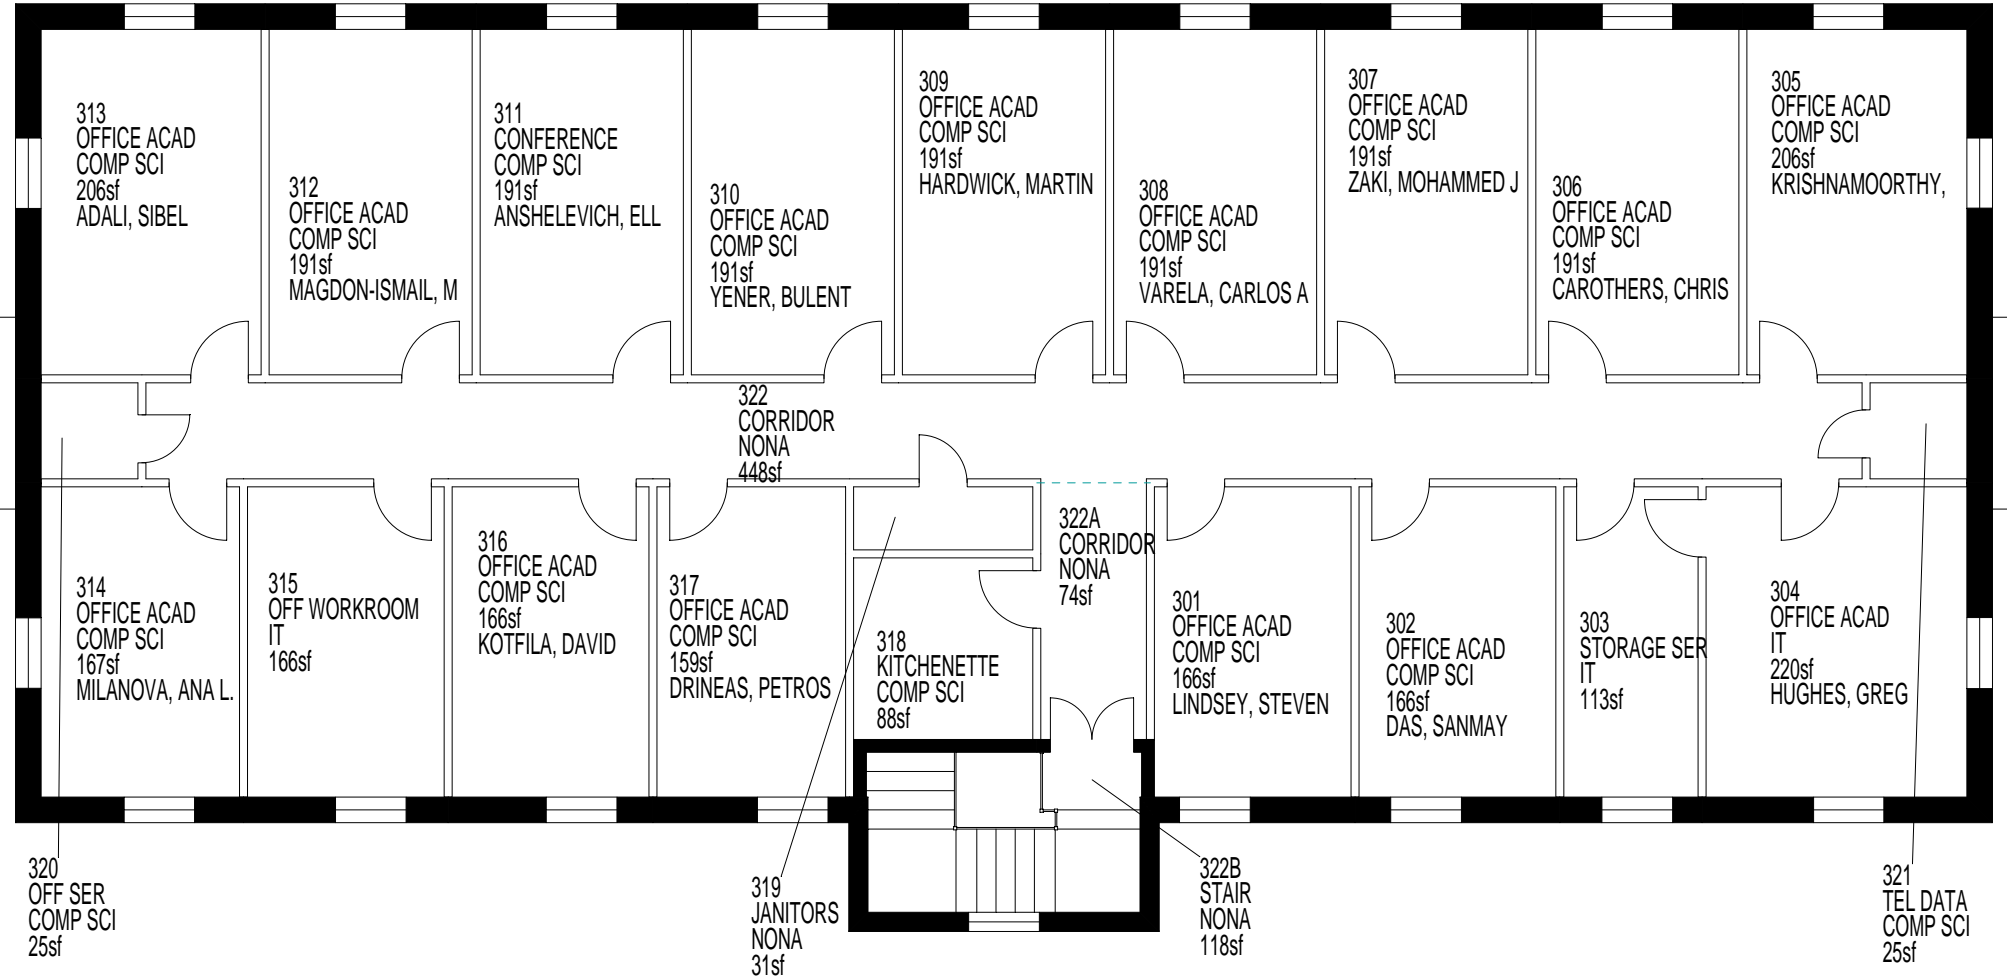 313
OFFICE ACAD
COMP SCI
206sf
ADALI, SIBEL
312
OFFICE ACAD
COMP SCI
191sf
MAGDON-ISMAIL, M
311
CONFERENCE
COMP SCI
191sf
ANSHELEVICH, ELL
310
OFFICE ACAD
COMP SCI
191sf
YENER, BULENT
309
OFFICE ACAD
COMP SCI
191sf
HARDWICK, MARTIN
308
OFFICE ACAD
COMP SCI
191sf
VARELA, CARLOS A
307
OFFICE ACAD
COMP SCI
191sf
ZAKI, MOHAMMED J
306
OFFICE ACAD
COMP SCI
191sf
CAROTHERS, CHRIS
305
OFFICE ACAD
COMP SCI
206sf
KRISHNAMOORTHY,
322
CORRIDOR
NONA
448sf
314
OFFICE ACAD
COMP SCI
167sf
MILANOVA, ANA L.
315
OFF WORKROOM
IT
166sf
316
OFFICE ACAD
COMP SCI
166sf
KOTFILA, DAVID
317
OFFICE ACAD
COMP SCI
159sf
DRINEAS, PETROS
318
KITCHENETTE
COMP SCI
88sf
322A
CORRIDOR
NONA
74sf
301
OFFICE ACAD
COMP SCI
166sf
LINDSEY, STEVEN
302
OFFICE ACAD
COMP SCI
166sf
DAS, SANMAY
303
STORAGE SER
IT
113sf
304
OFFICE ACAD
IT
220sf
HUGHES, GREG
320
OFF SER
COMP SCI
25sf
319
JANITORS
NONA
31sf
322B
STAIR
NONA
118sf
321
TEL DATA
COMP SCI
25sf